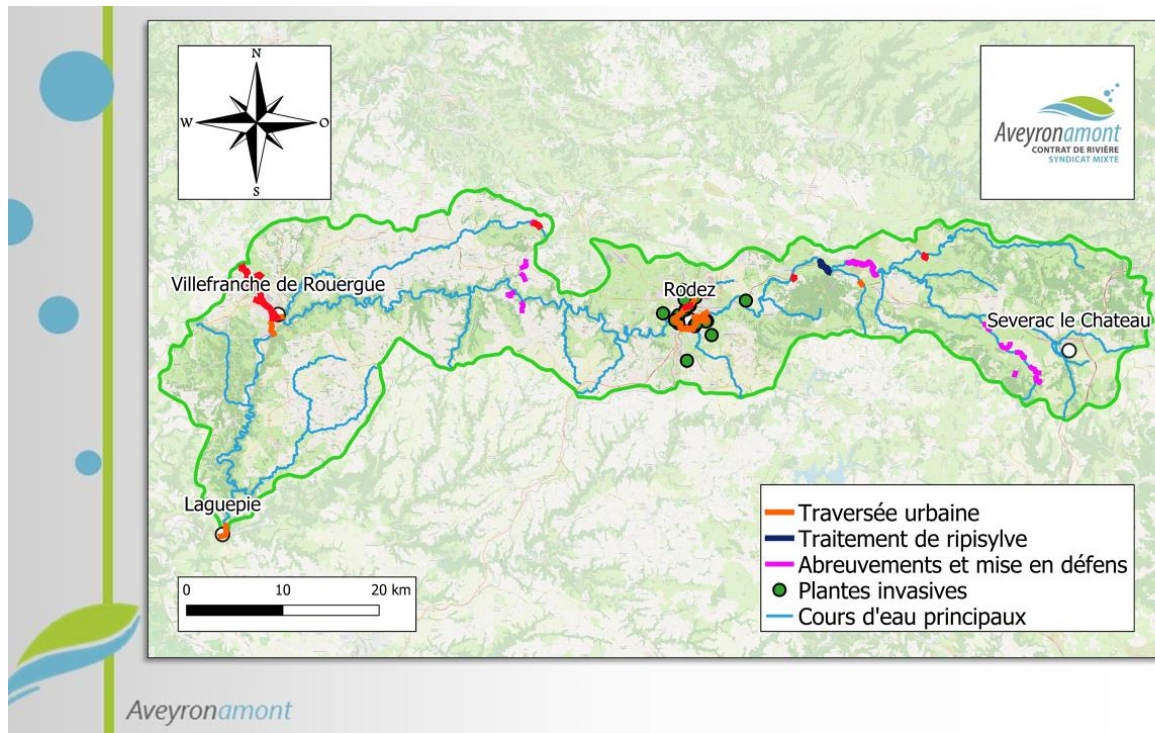 N
W
O
S
Aveyronamont
CONTRAT DE RIVIÈRE
SYNDICAT MIXTE
Villefranche de Rouergue
Rodez
Severac le Chateau
Laguepie
0 10 20 km
Traversée urbaine
Traitement de ripisylve
Abreuvements et mise en défens
Plantes invasives
Cours d'eau principaux
Aveyronamont